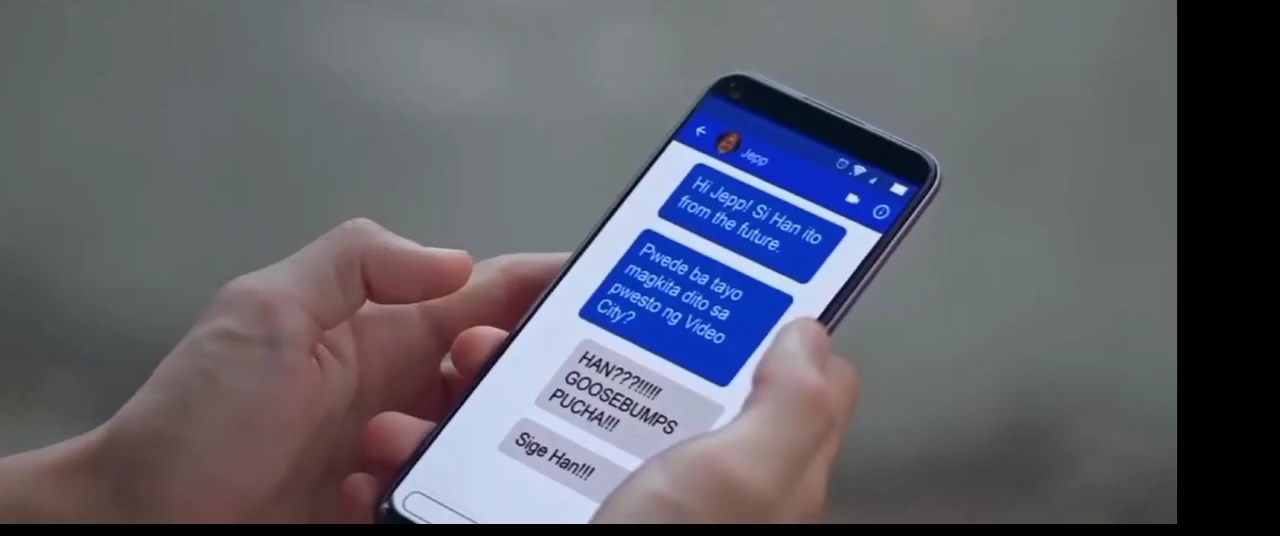 Jepp
Hi Jepp! Si Han ito
from the future.
Pwede ba tayo
magkita dito sa
pwesto ng Video
City?
HAN???!!!!!
GOOSEBUMPS
PUCHA!!!
Sige Han!!!